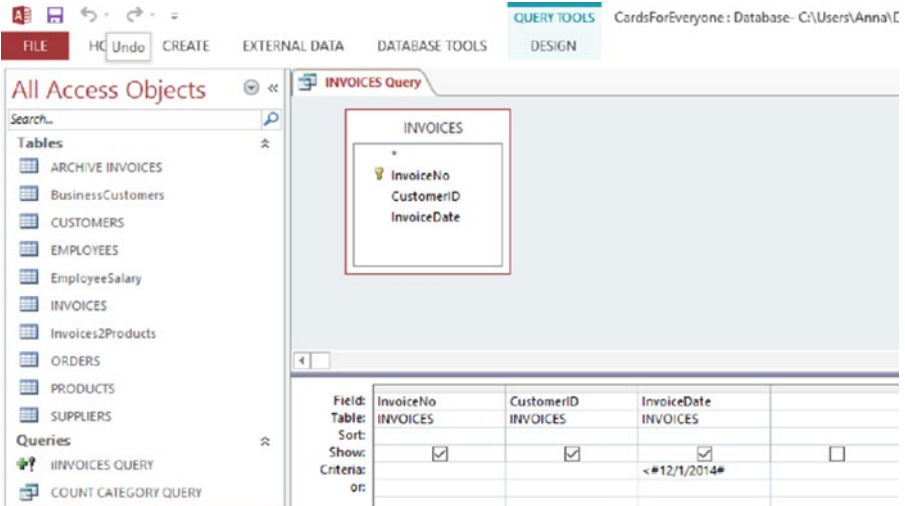 QUERY TOOLS CardsForEveryone : Database- C:\Users\Anna\D
FILE HO Undo CREATE EXTERNAL DATA DATABASE TOOLS DESIGN
All Access Objects
Search...
Tables
ARCHIVE INVOICES
BusinessCustomers
CUSTOMERS
EMPLOYEES
EmployeeSalary
INVOICES
Invoices2Products
ORDERS
PRODUCTS
SUPPLIERS
Queries
iINVOICES QUERY
COUNT CATEGORY QUERY
INVOICES Query
INVOICES
*
InvoiceNo
CustomerID
InvoiceDate
Field: InvoiceNo CustomerID InvoiceDate
Table: INVOICES INVOICES INVOICES
Sort:
Show:
Criteria: <#12/1/2014#
or: